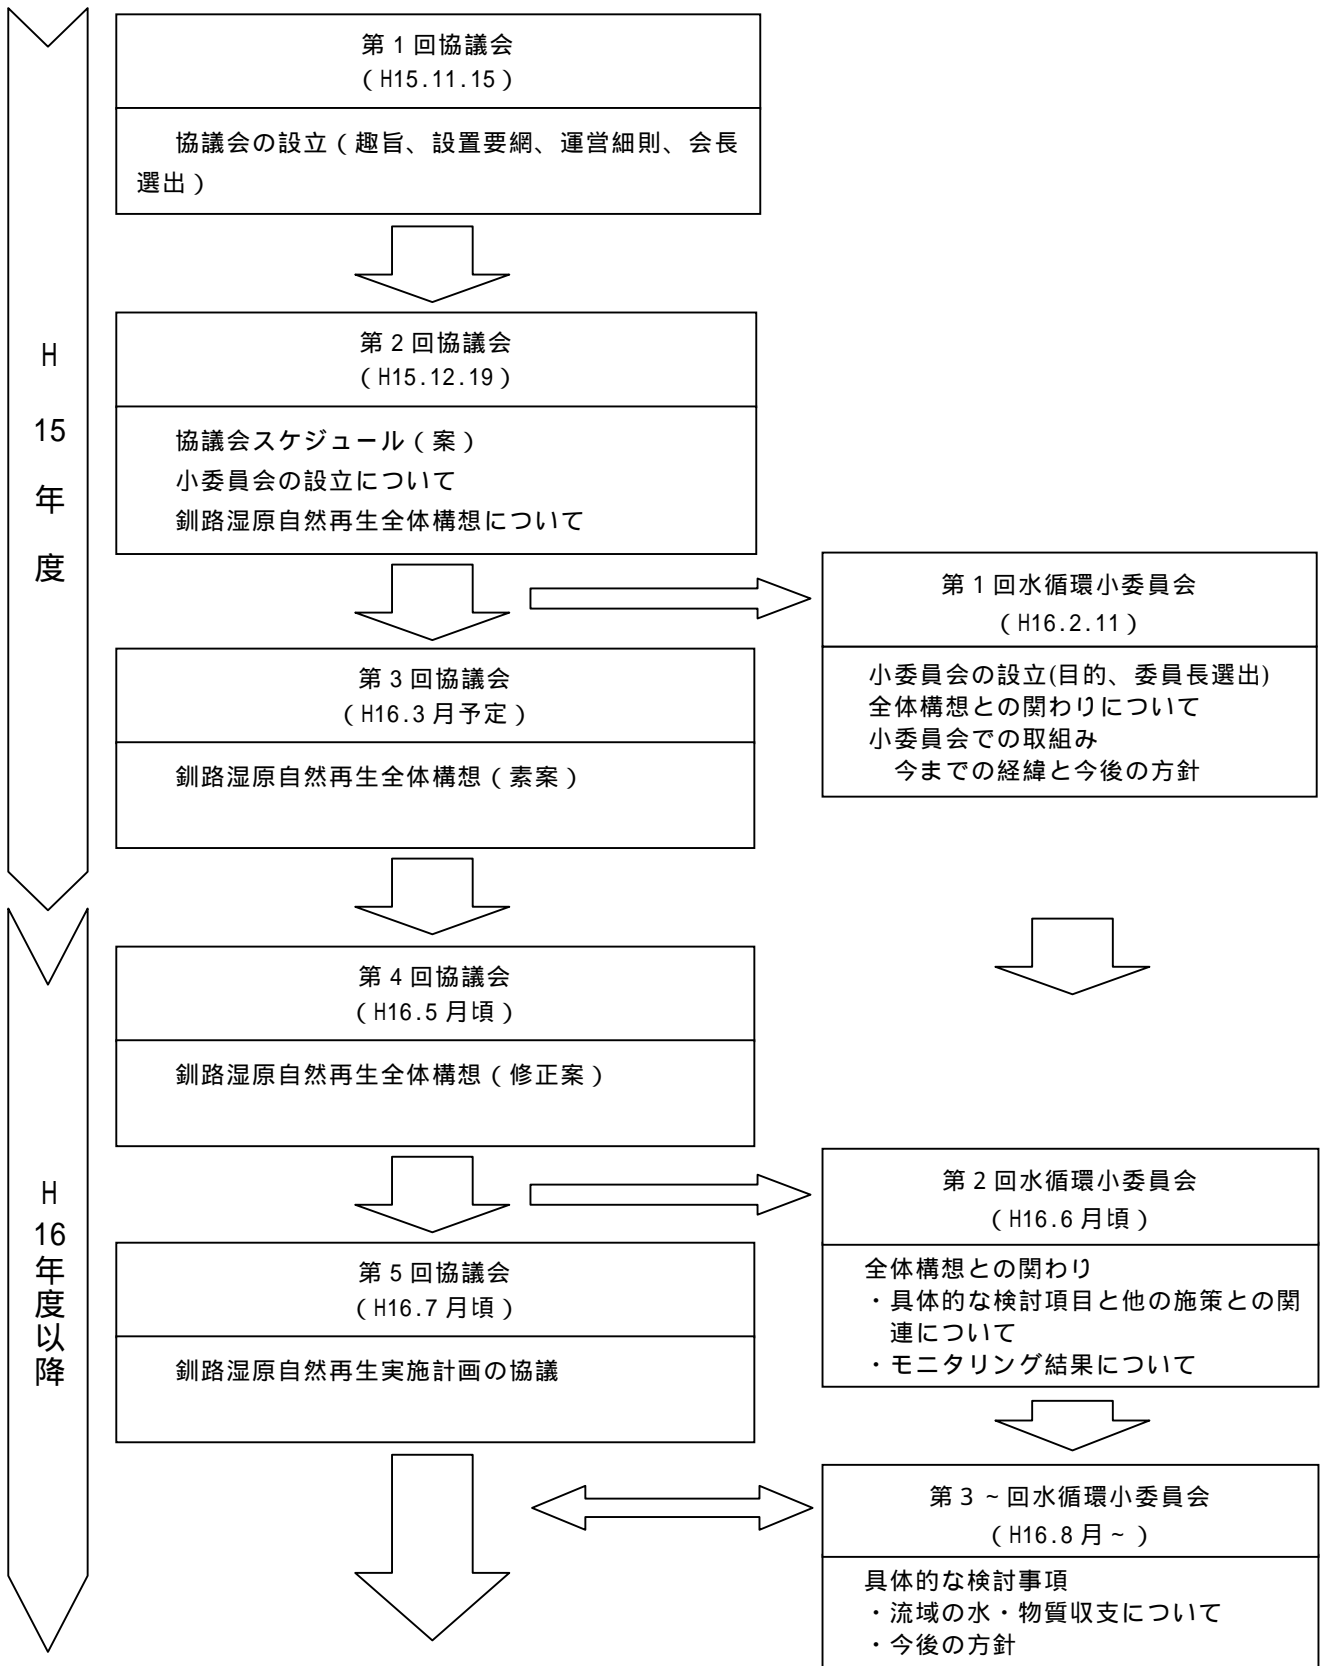 第１回協議会
（H15.11.15）
協議会の設立（趣旨、設置要綱、運営細則、会長
選出）
第２回協議会
（H15.12.19）
協議会スケジュール（案）
小委員会の設立について
釧路湿原自然再生全体構想について
H
15
年
度
第１回水循環小委員会
（H16.2.11）
小委員会の設立(目的、委員長選出)
全体構想との関わりについて
小委員会での取組み
今までの経緯と今後の方針
第３回協議会
（H16.3月予定）
釧路湿原自然再生全体構想（素案）
第４回協議会
（H16.5月頃）
釧路湿原自然再生全体構想（修正案）
H
16
年
度
以
降
第２回水循環小委員会
（H16.6月頃）
全体構想との関わり
・具体的な検討項目と他の施策との関
連について
・モニタリング結果について
第５回協議会
（H16.7月頃）
釧路湿原自然再生実施計画の協議
第３~回水循環小委員会
（H16.8月~）
具体的な検討事項
・流域の水・物質収支について
・今後の方針